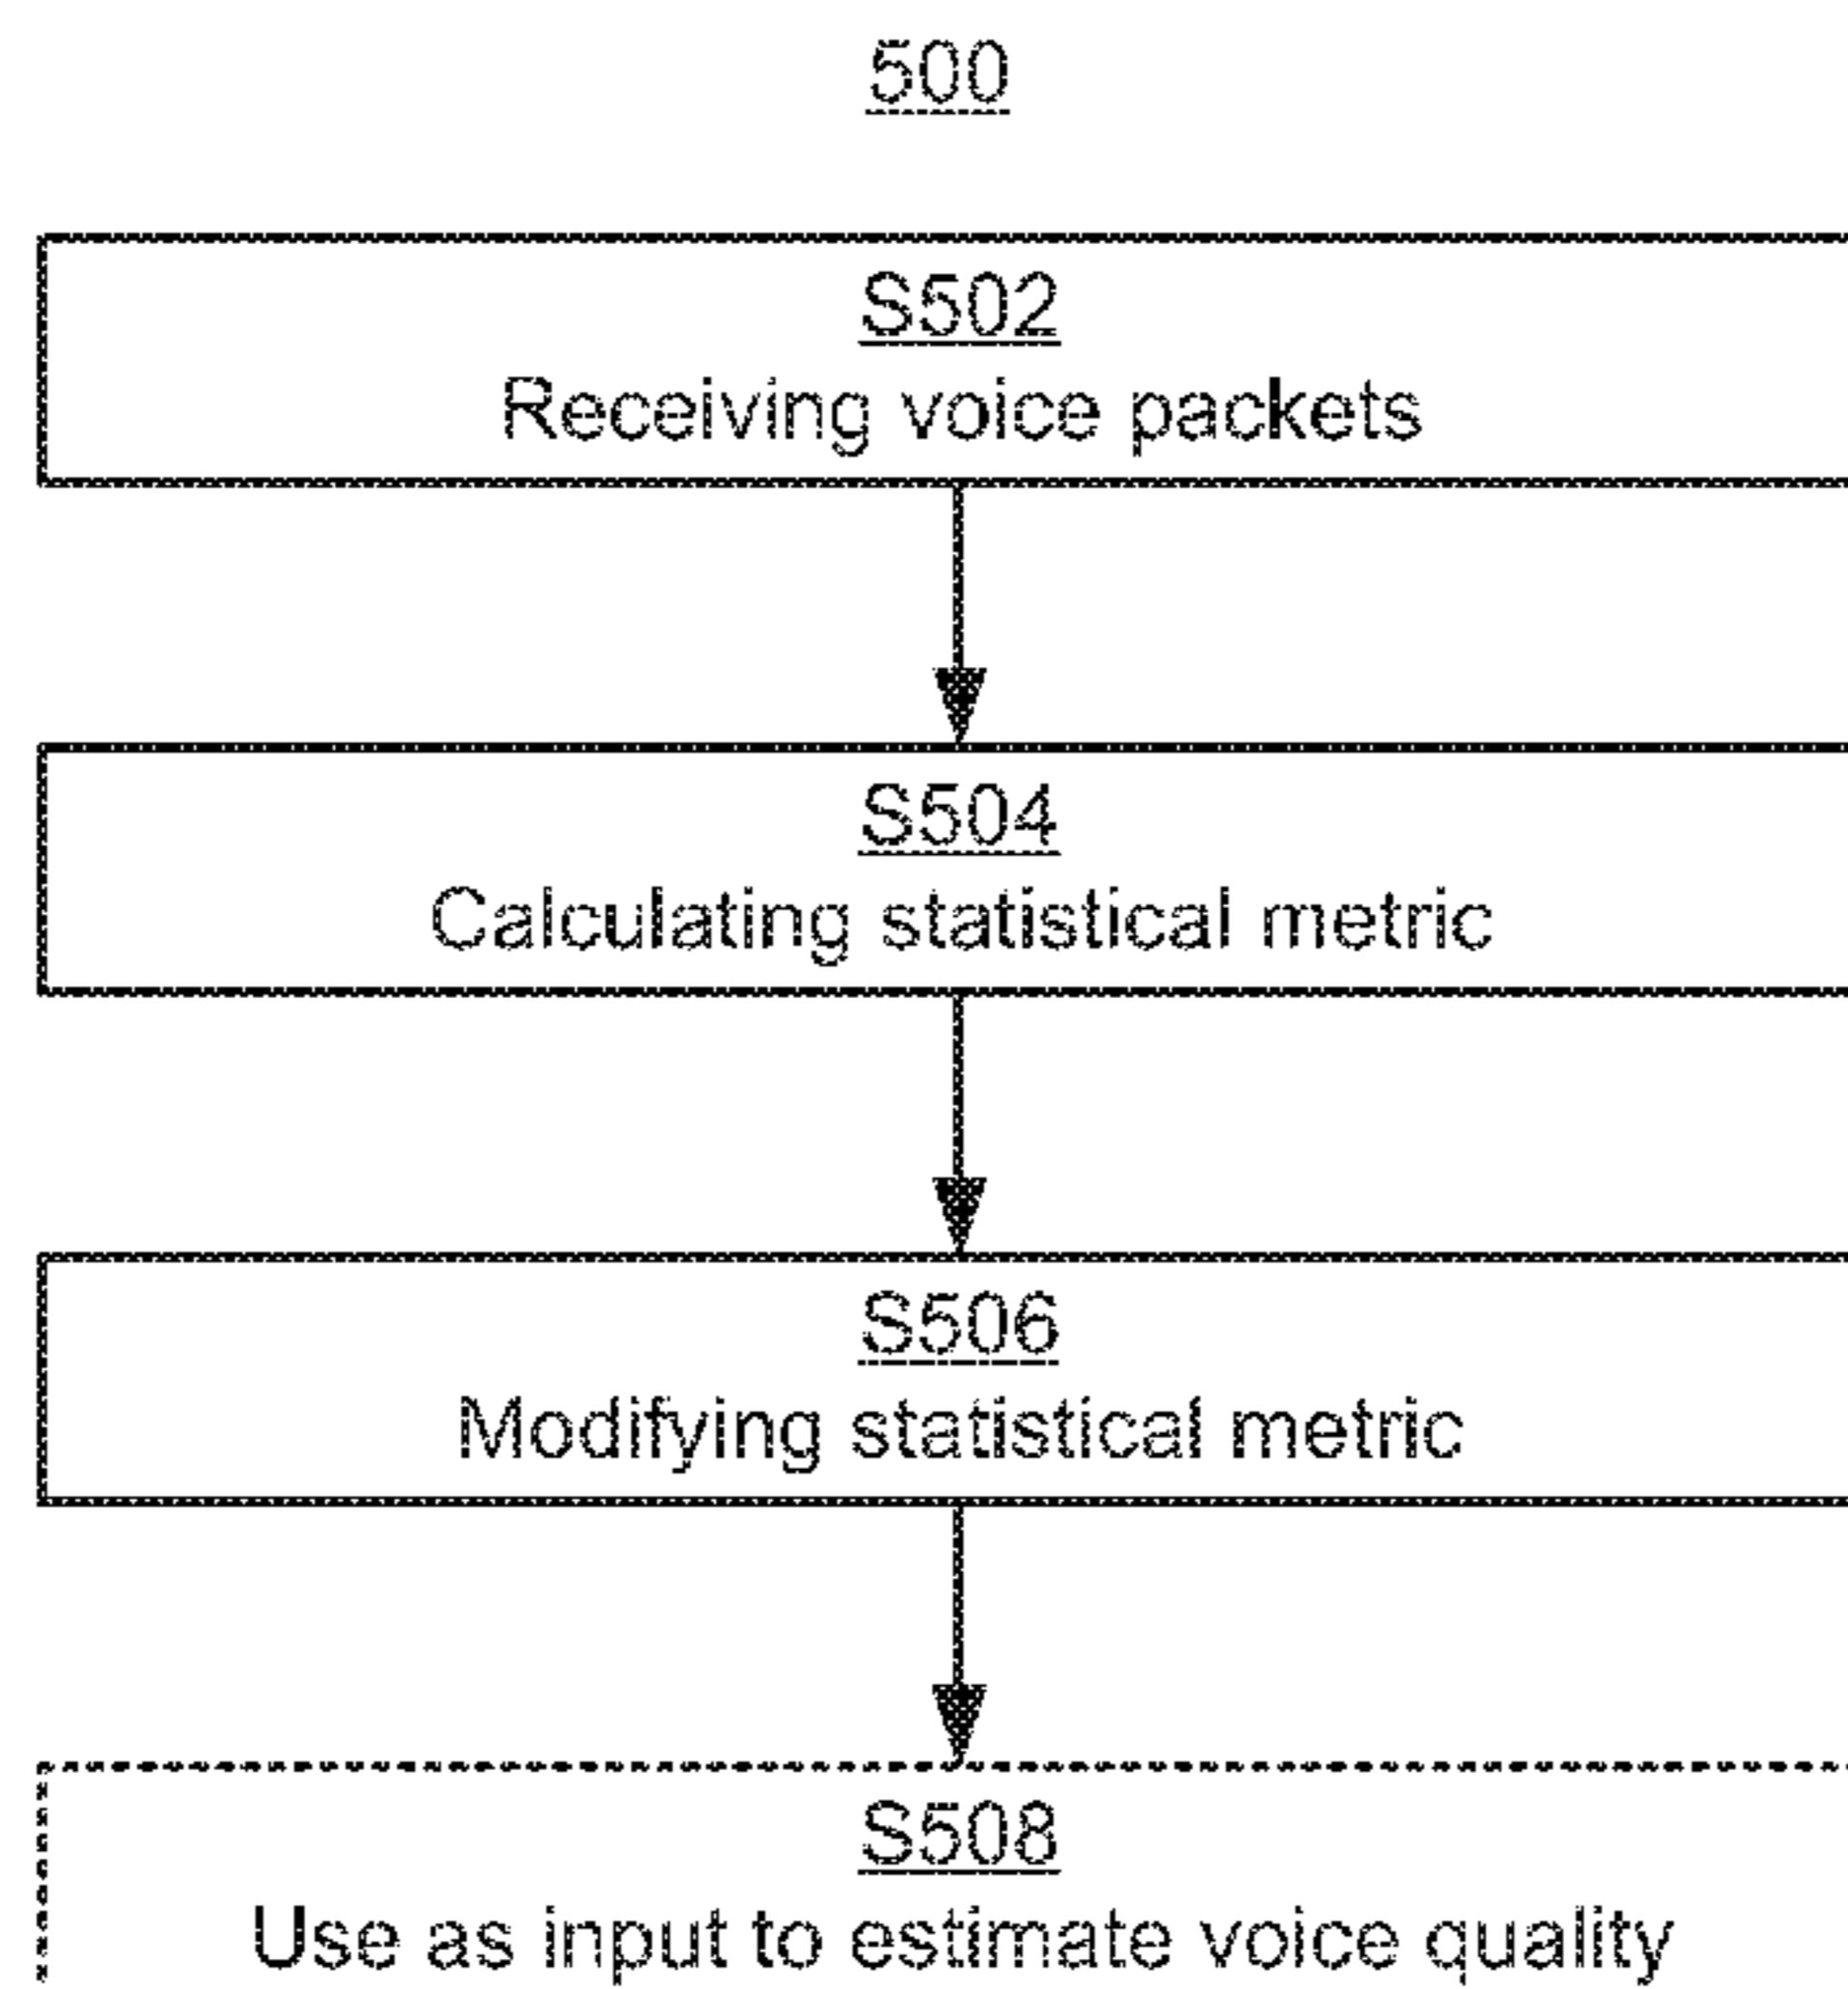 500
S502
Receiving voice packets
S504
Calculating statistical metric
S506
Modifying statistical metric
S508
Use as input to estimate voice quality